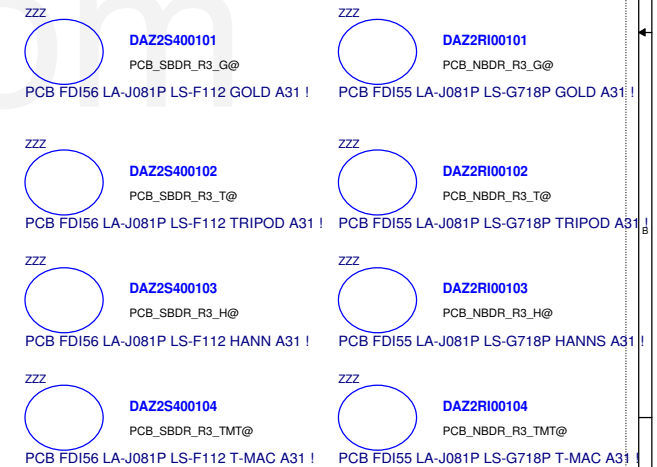 ZZZ
DAZ2S400101
PCB_SBDR_R3_G@
PCB FDI56 LA-J081P LS-F112 GOLD A31 !
ZZZ
DAZ2RI00101
PCB_NBDR_R3_G@
PCB FDI55 LA-J081P LS-G718P GOLD A31 !
ZZZ
DAZ2S400102
PCB_SBDR_R3_T@
PCB FDI56 LA-J081P LS-F112 TRIPOD A31 !
ZZZ
DAZ2RI00102
PCB_NBDR_R3_T@
PCB FDI55 LA-J081P LS-G718P TRIPOD A31 !
B
ZZZ
DAZ2S400103
PCB_SBDR_R3_H@
PCB FDI56 LA-J081P LS-F112 HANN A31 !
ZZZ
DAZ2RI00103
PCB_NBDR_R3_H@
PCB FDI55 LA-J081P LS-G718P HANNS A31 !
ZZZ
DAZ2S400104
PCB_SBDR_R3_TMT@
PCB FDI56 LA-J081P LS-F112 T-MAC A31 !
ZZZ
DAZ2RI00104
PCB_NBDR_R3_TMT@
PCB FDI55 LA-J081P LS-G718P T-MAC A31 !